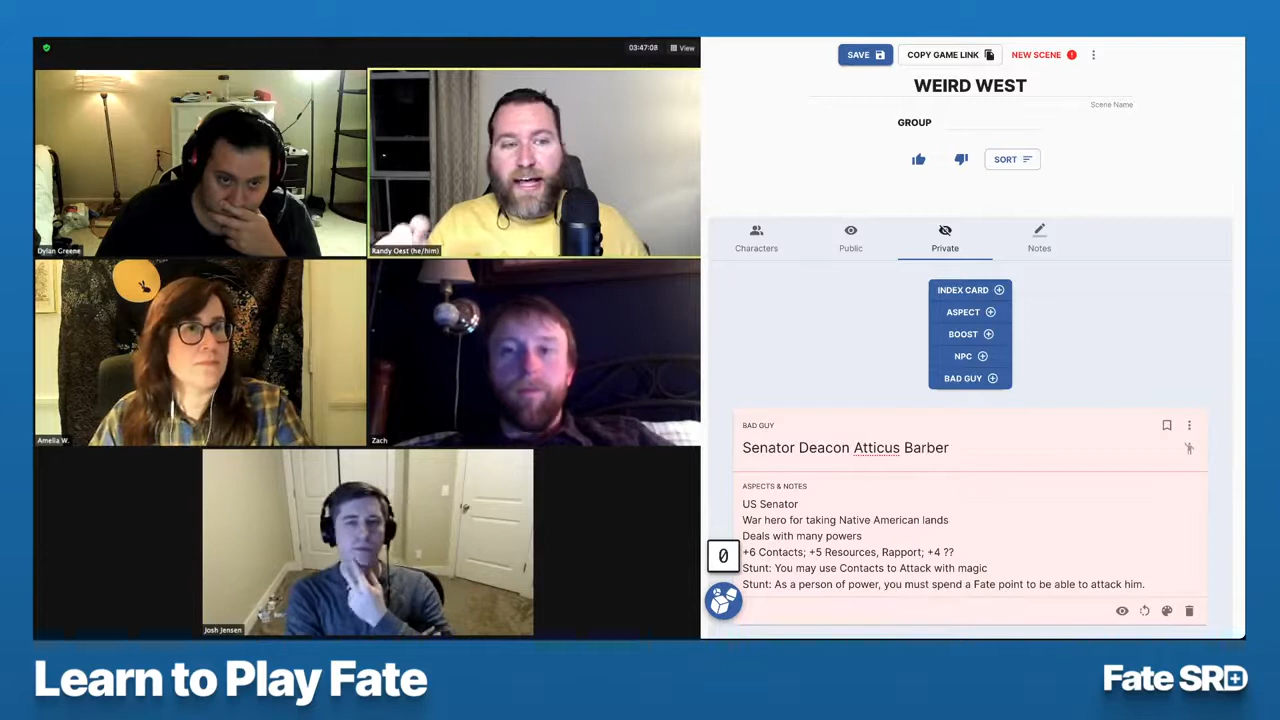 03:47:08 View
Dylan Greene
Randy Oest (he/him)
Amelia W.
Zach
Josh Jensen
SAVE COPY GAME LINK NEW SCENE
WEIRD WEST
Scene Name
GROUP
SORT
Characters Public Private Notes
INDEX CARD
ASPECT
BOOST
NPC
BAD GUY
BAD GUY
Senator Deacon Atticus Barber
ASPECTS & NOTES
US Senator
War hero for taking Native American lands
Deals with many powers
+6 Contacts; +5 Resources, Rapport; +4 ??
Stunt: You may use Contacts to Attack with magic
Stunt: As a person of power, you must spend a Fate point to be able to attack him.
0
Learn to Play Fate
Fate SRD